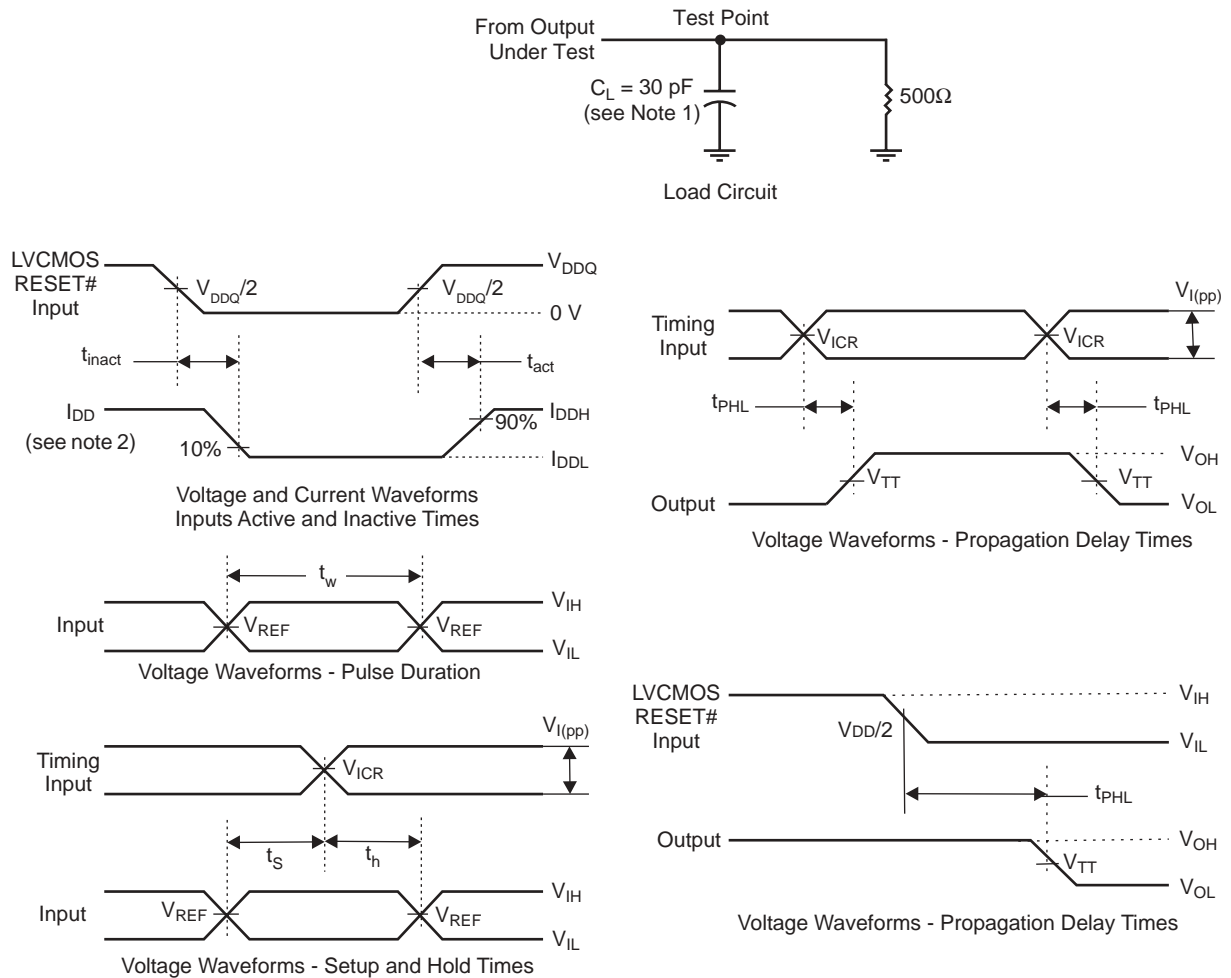 Test Point
From Output
Under Test
C_L = 30 pF
(see Note 1)
500Ω
Load Circuit
LVCMOS
RESET#
Input
V_DDQ/2
V_DDQ/2
V_DDQ
0 V
t_inact
t_act
I_DD
(see note 2)
10%
90%
I_DDH
I_DDL
Voltage and Current Waveforms
Inputs Active and Inactive Times
t_w
Input
V_REF
V_REF
V_IH
V_IL
Voltage Waveforms - Pulse Duration
Timing
Input
V_ICR
V_I(pp)
t_S
t_h
Input
V_REF
V_REF
V_IH
V_IL
Voltage Waveforms - Setup and Hold Times
Timing
Input
V_ICR
V_ICR
V_I(pp)
t_PHL
t_PHL
Output
V_TT
V_TT
V_OH
V_OL
Voltage Waveforms - Propagation Delay Times
LVCMOS
RESET#
Input
VDD/2
V_IH
V_IL
t_PHL
Output
V_TT
V_OH
V_OL
Voltage Waveforms - Propagation Delay Times